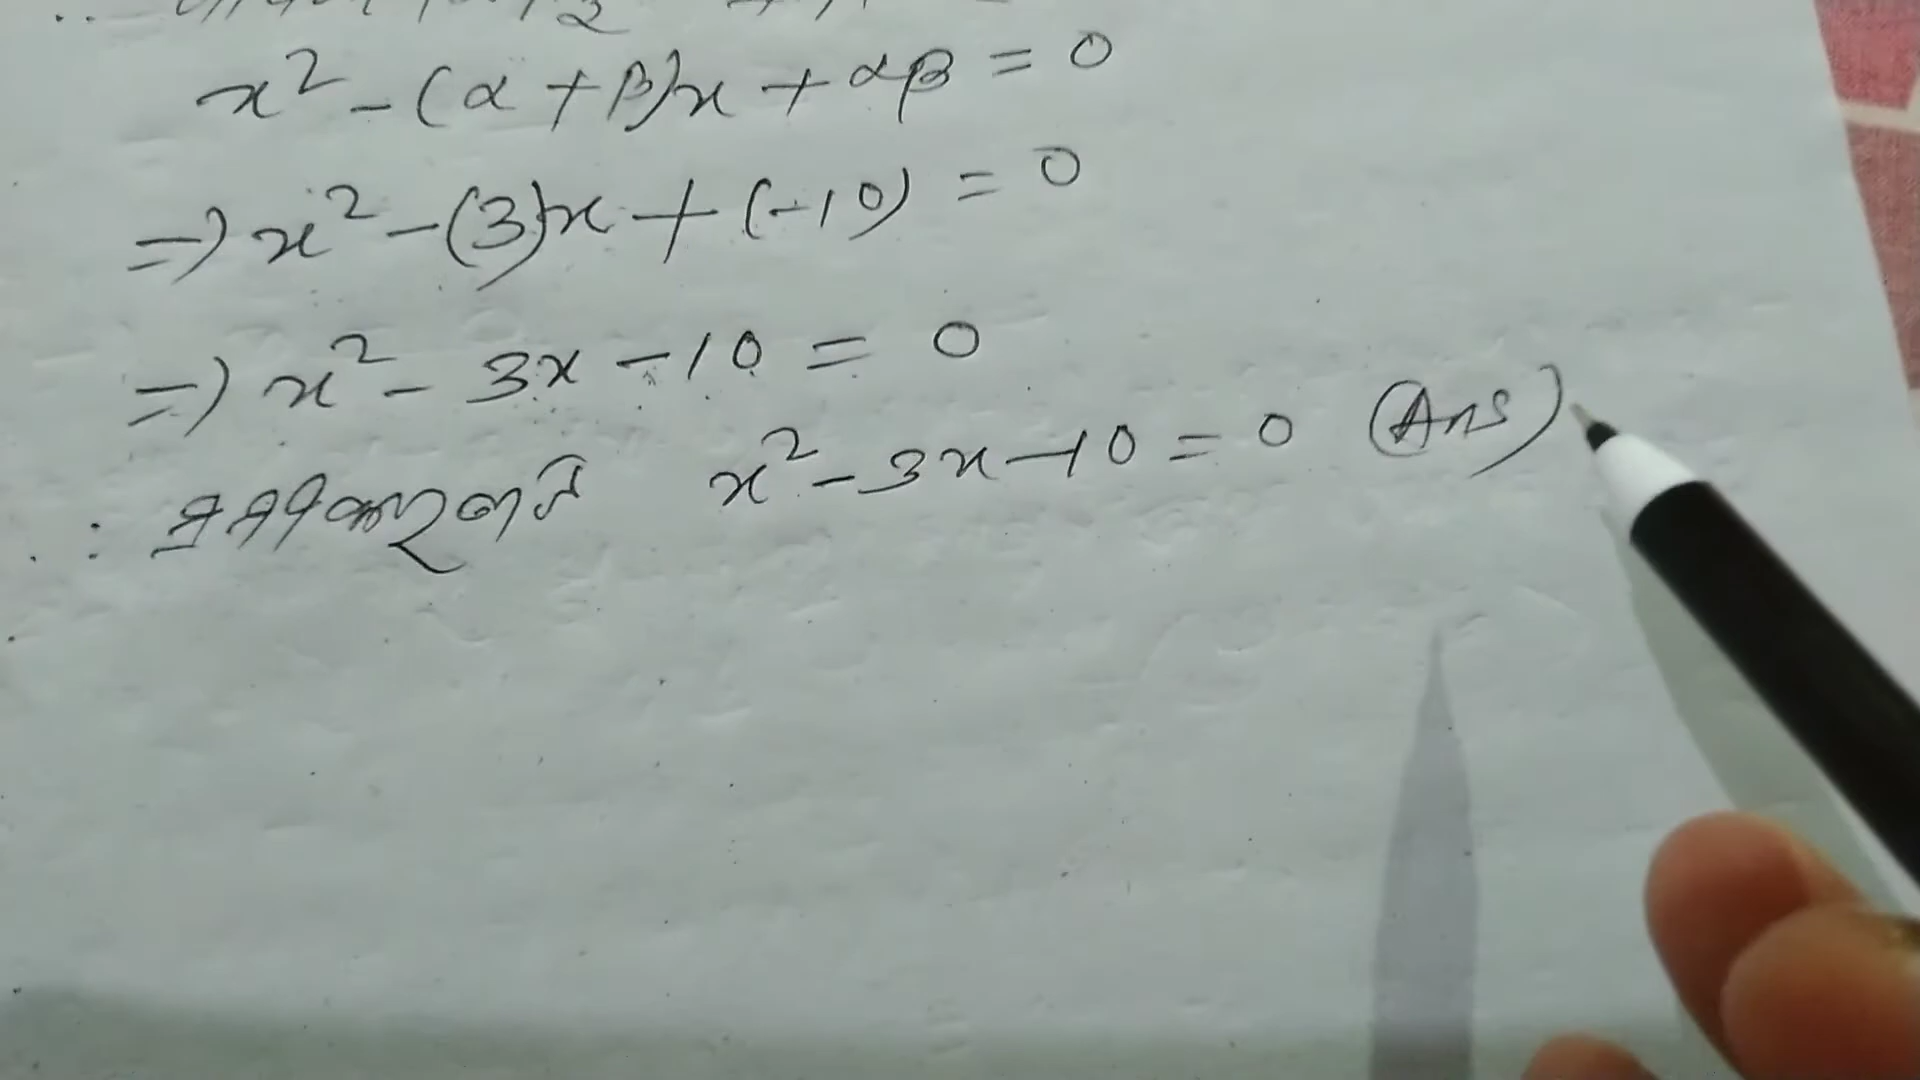 x² - (α + β)x + αβ = 0
=> x² - (3)x + (-10) = 0
=> x² - 3x - 10 = 0
∴ x² - 3x - 10 = 0 (Ans)